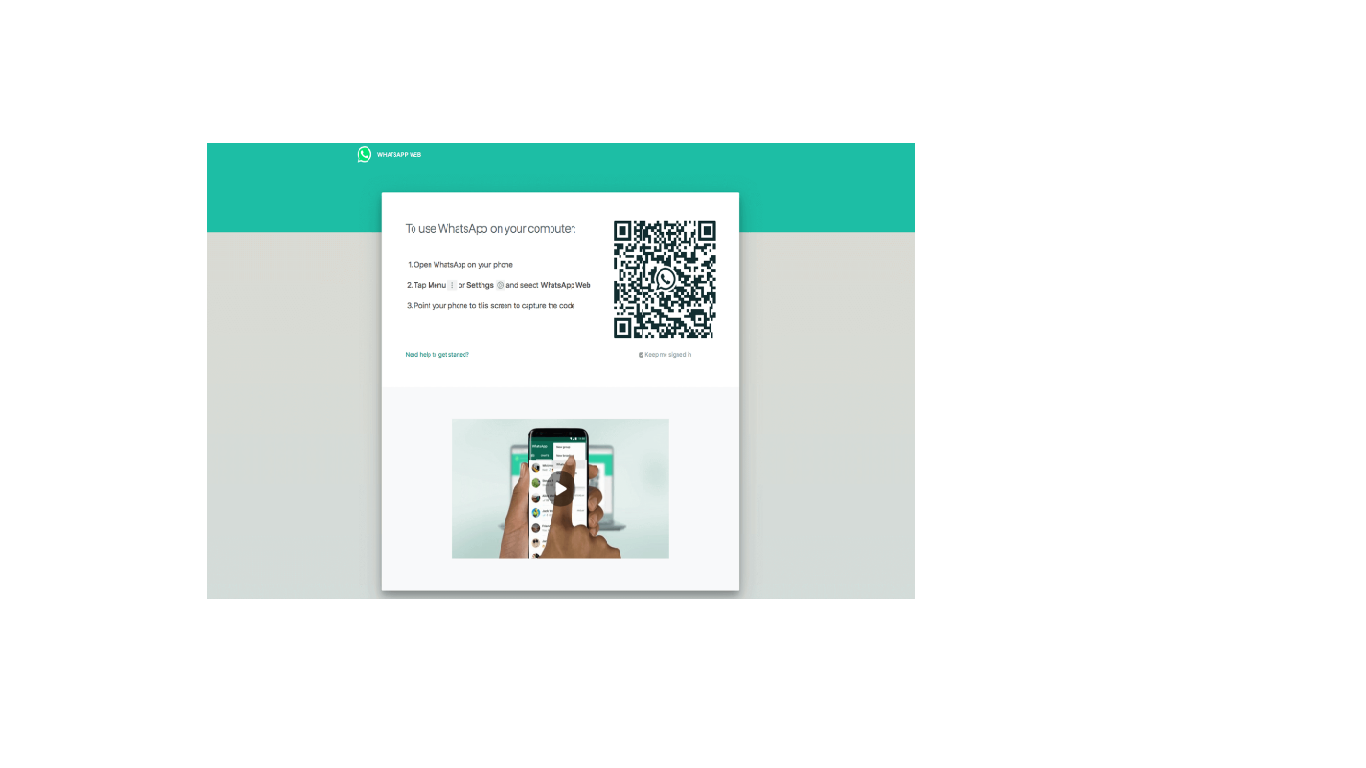 WHATSAPP WEB
To use WhatsApp on your computer:
1.Open WhatsApp on your phone
2.Tap Menu or Settings and select WhatsApp Web
3.Point your phone to this screen to capture the code
Need help to get started?
Keep me signed in
WhatsApp
New group